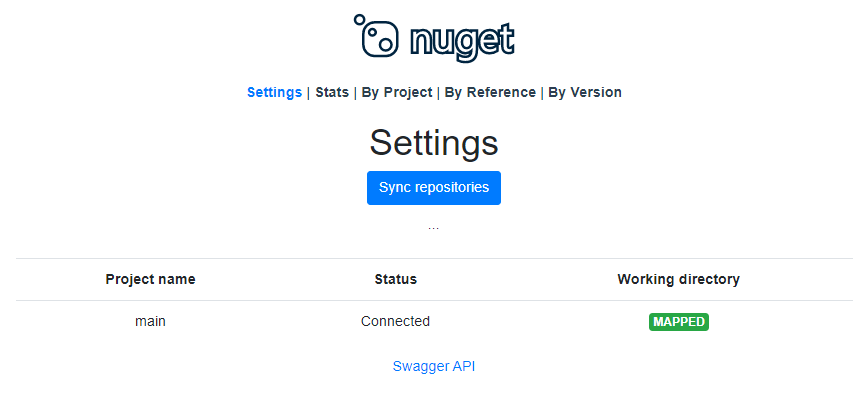 nuget
Settings | Stats | By Project | By Reference | By Version
Settings
Sync repositories
...
Project name Status Working directory
main Connected MAPPED
Swagger API